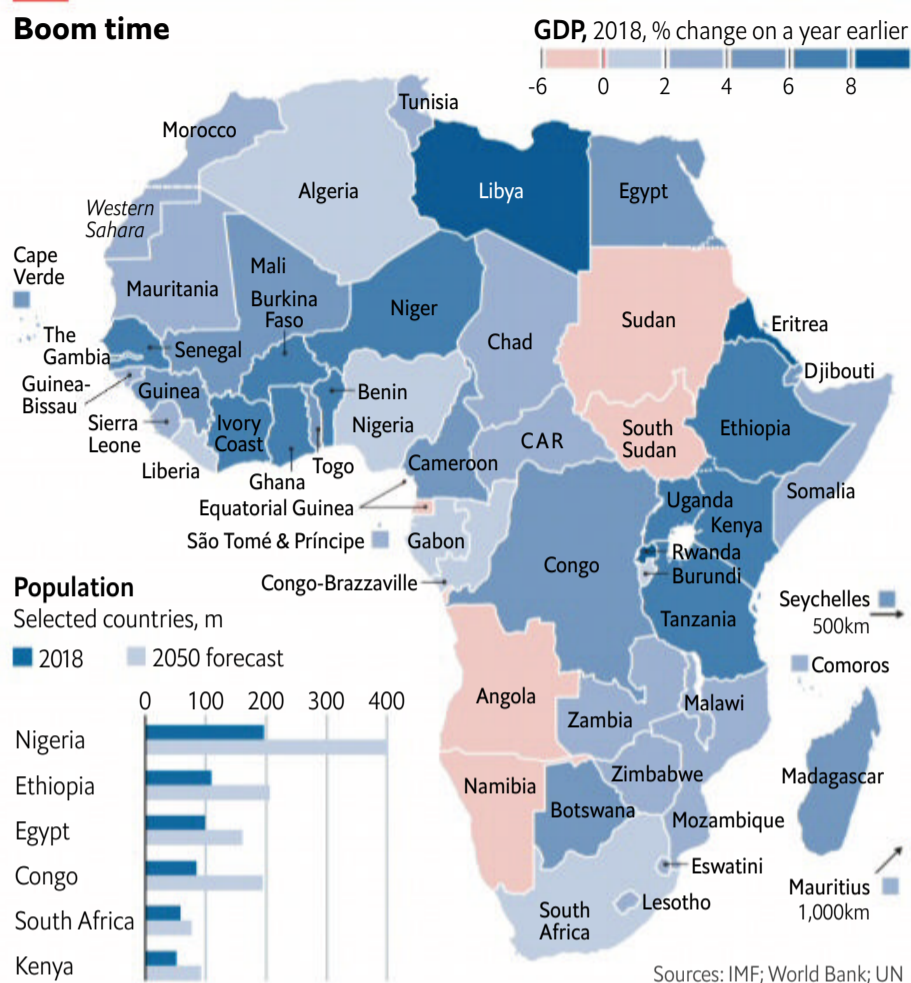 Boom time
GDP, 2018, % change on a year earlier
-6 0 2 4 6 8
Tunisia
Morocco
Algeria
Libya
Egypt
Western
Sahara
Cape
Verde
Mauritania
Mali
Burkina
Faso
Niger
Chad
Sudan
Eritrea
The
Gambia
Senegal
Djibouti
Guinea-
Bissau
Guinea
Benin
Sierra
Leone
Ivory
Coast
Nigeria
CAR
South
Sudan
Ethiopia
Liberia
Ghana
Togo
Cameroon
Somalia
Equatorial Guinea
Uganda
Kenya
São Tomé & Príncipe
Gabon
Rwanda
Congo
Burundi
Congo-Brazzaville
Tanzania
Seychelles
500km
Comoros
Angola
Malawi
Zambia
Namibia
Zimbabwe
Madagascar
Botswana
Mozambique
Eswatini
Mauritius
1,000km
Lesotho
South
Africa
Population
Selected countries, m
2018 2050 forecast
0 100 200 300 400
Nigeria
Ethiopia
Egypt
Congo
South Africa
Kenya
Sources: IMF; World Bank; UN